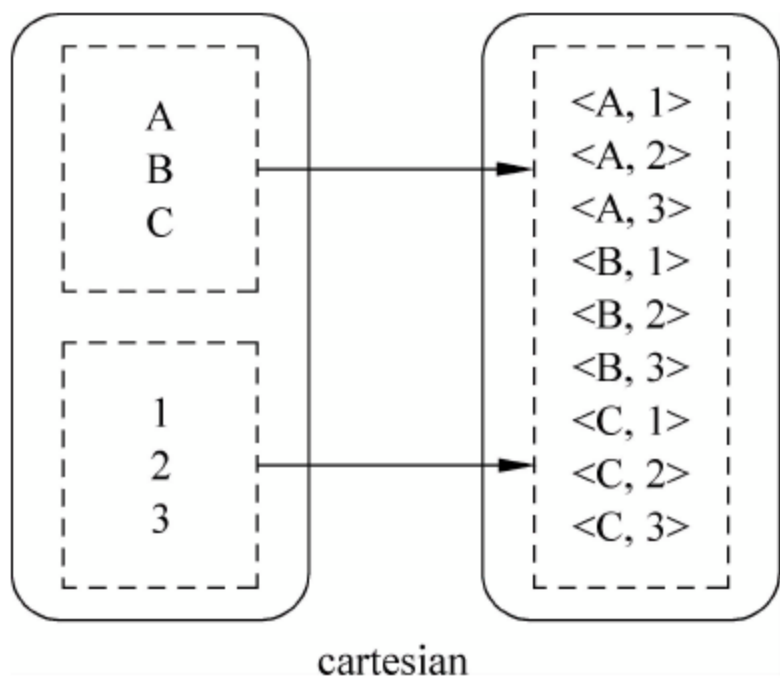 A
B
C
1
2
3
<A, 1>
<A, 2>
<A, 3>
<B, 1>
<B, 2>
<B, 3>
<C, 1>
<C, 2>
<C, 3>
cartesian